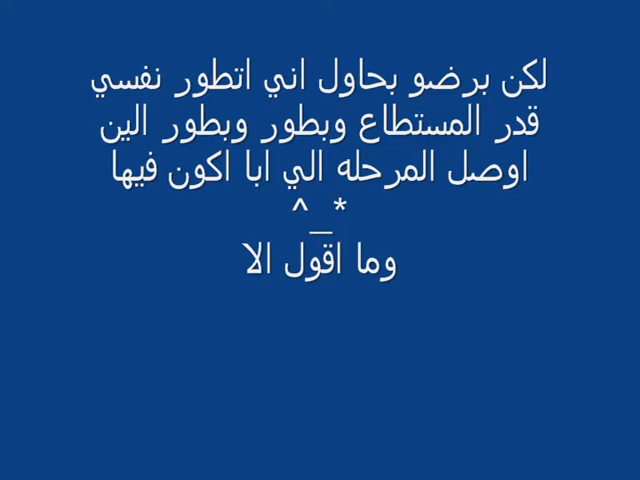 لكن برضو بحاول اني اتطور نفسي
قدر المستطاع وبطور وبطور الين
اوصل المرحله الي ابا اكون فيها
^_*
وما اقول الا